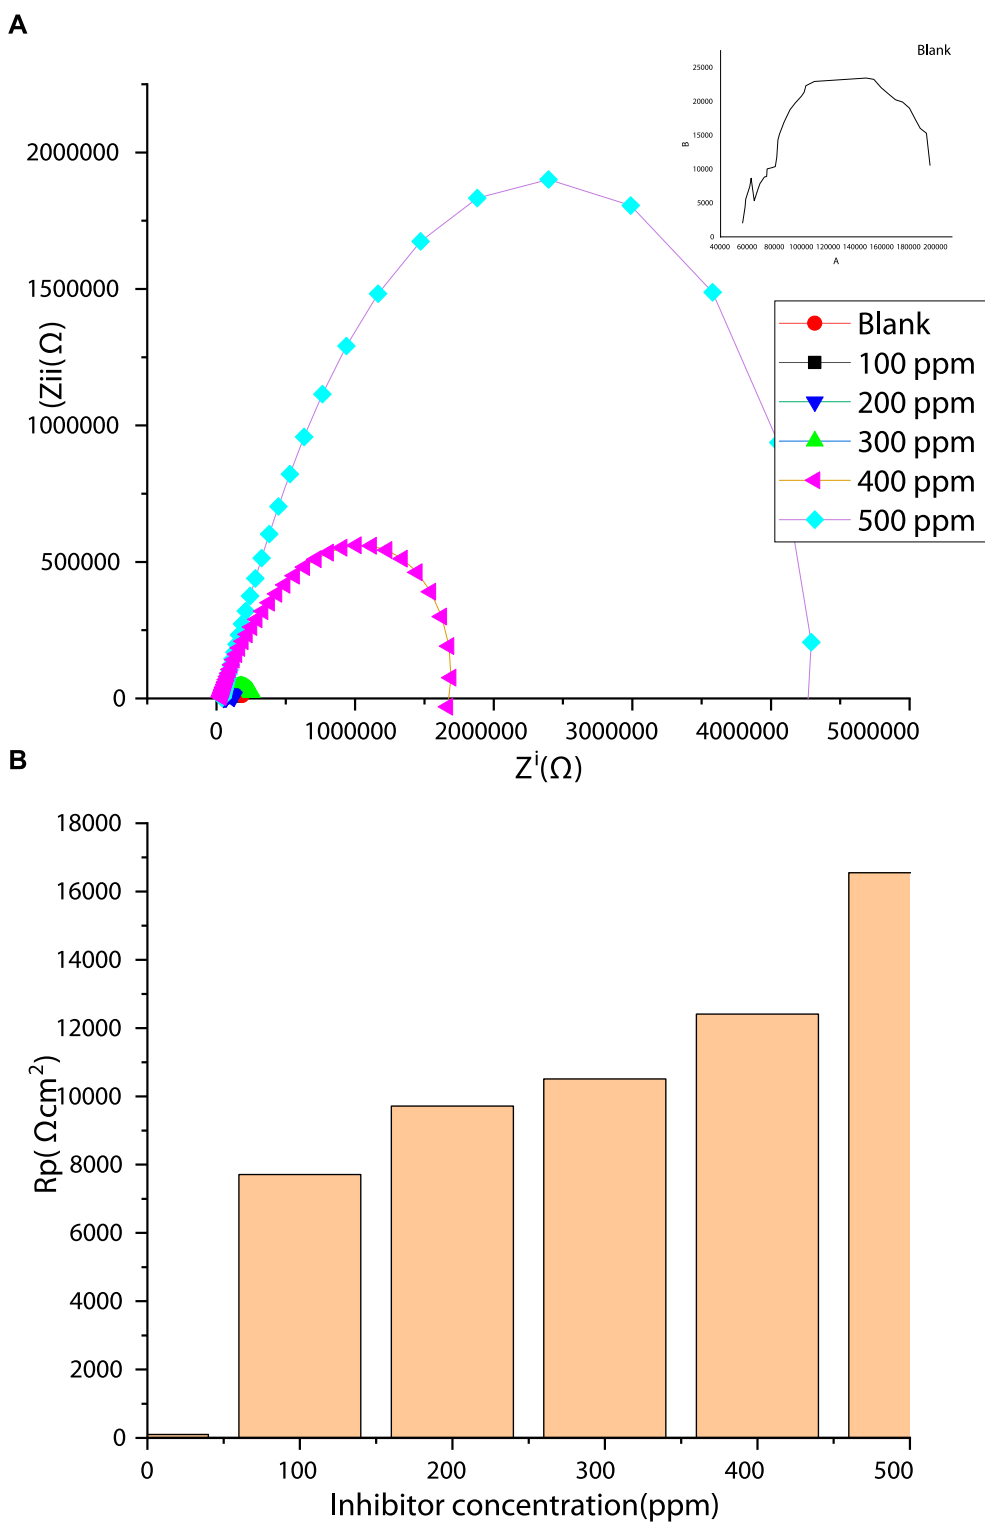 A
Blank
25000
20000
15000
10000
5000
0
B
40000 60000 80000 100000 120000 140000 160000 180000 200000
A
2000000
1500000
1000000
500000
0
(Zii(Ω)
Blank
100 ppm
200 ppm
300 ppm
400 ppm
500 ppm
0 1000000 2000000 3000000 4000000 5000000
Zⁱ(Ω)
B
18000
16000
14000
12000
10000
8000
6000
4000
2000
0
Rp( Ωcm²)
0 100 200 300 400 500
Inhibitor concentration(ppm)